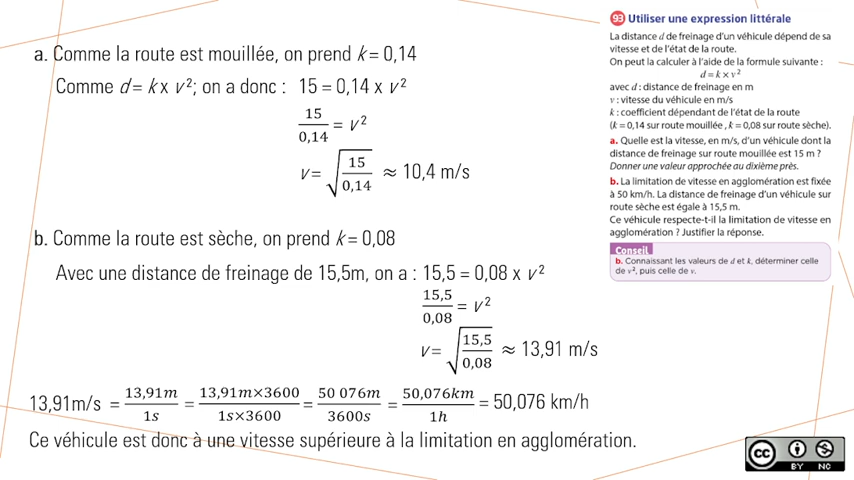 a. Comme la route est mouillée, on prend k = 0,14
Comme d = k x v²; on a donc : 15 = 0,14 x v²
15/0,14 = v²
v = √(15/0,14) ≈ 10,4 m/s
b. Comme la route est sèche, on prend k = 0,08
Avec une distance de freinage de 15,5m, on a : 15,5 = 0,08 x v²
15,5/0,08 = v²
v = √(15,5/0,08) ≈ 13,91 m/s
13,91m/s = 13,91m/1s = 13,91m×3600/1s×3600 = 50 076m/3600s = 50,076km/1h = 50,076 km/h
Ce véhicule est donc à une vitesse supérieure à la limitation en agglomération.
93 Utiliser une expression littérale
La distance d de freinage d'un véhicule dépend de sa
vitesse et de l'état de la route.
On peut la calculer à l'aide de la formule suivante :
d = k × v²
avec d : distance de freinage en m
v : vitesse du véhicule en m/s
k : coefficient dépendant de l'état de la route
(k = 0,14 sur route mouillée , k = 0,08 sur route sèche).
a. Quelle est la vitesse, en m/s, d'un véhicule dont la
distance de freinage sur route mouillée est 15 m ?
Donner une valeur approchée au dixième près.
b. La limitation de vitesse en agglomération est fixée
à 50 km/h. La distance de freinage d'un véhicule sur
route sèche est égale à 15,5 m.
Ce véhicule respecte-t-il la limitation de vitesse en
agglomération ? Justifier la réponse.
Conseil
b. Connaissant les valeurs de d et k, déterminer celle
de v², puis celle de v.
cc
BY NC